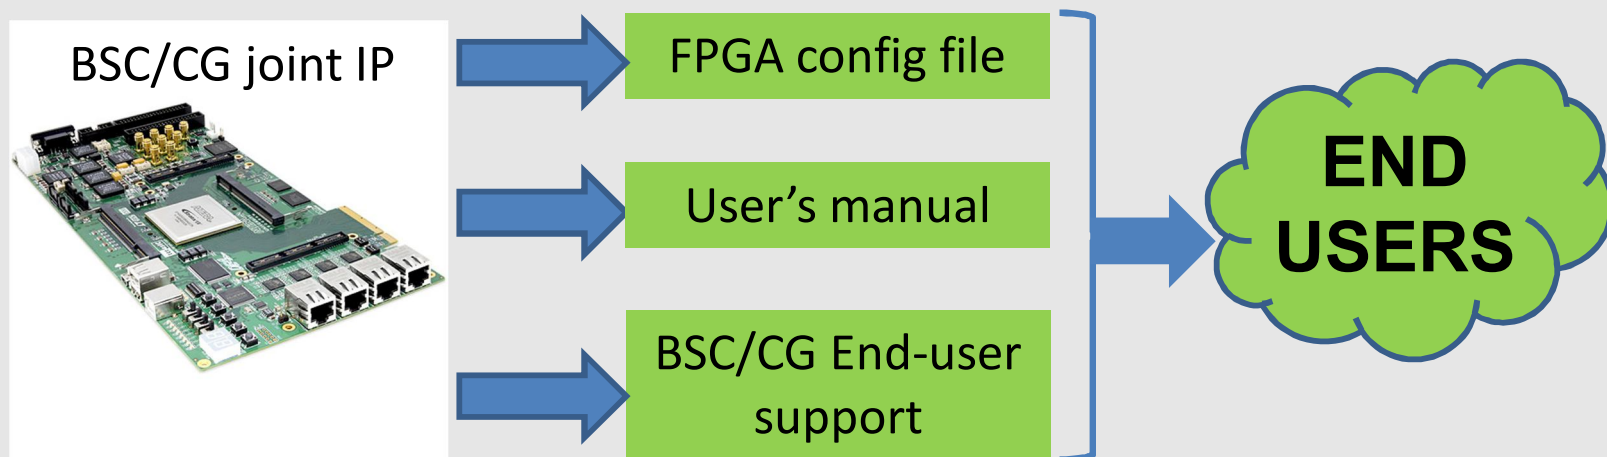 BSC/CG joint IP
FPGA config file
User’s manual
BSC/CG End-user
support
END
USERS